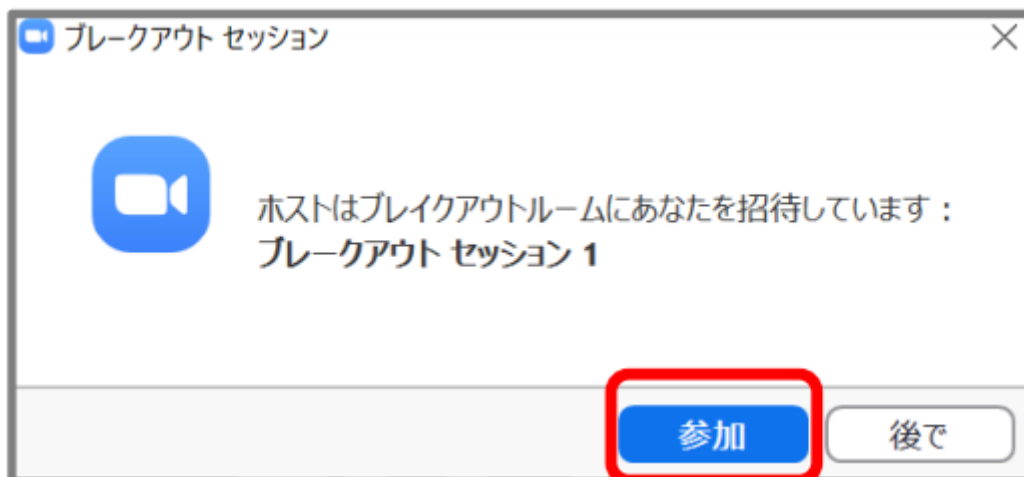 ブレークアウト セッション
ホストはブレイクアウトルームにあなたを招待しています：
ブレークアウト セッション 1
参加
後で